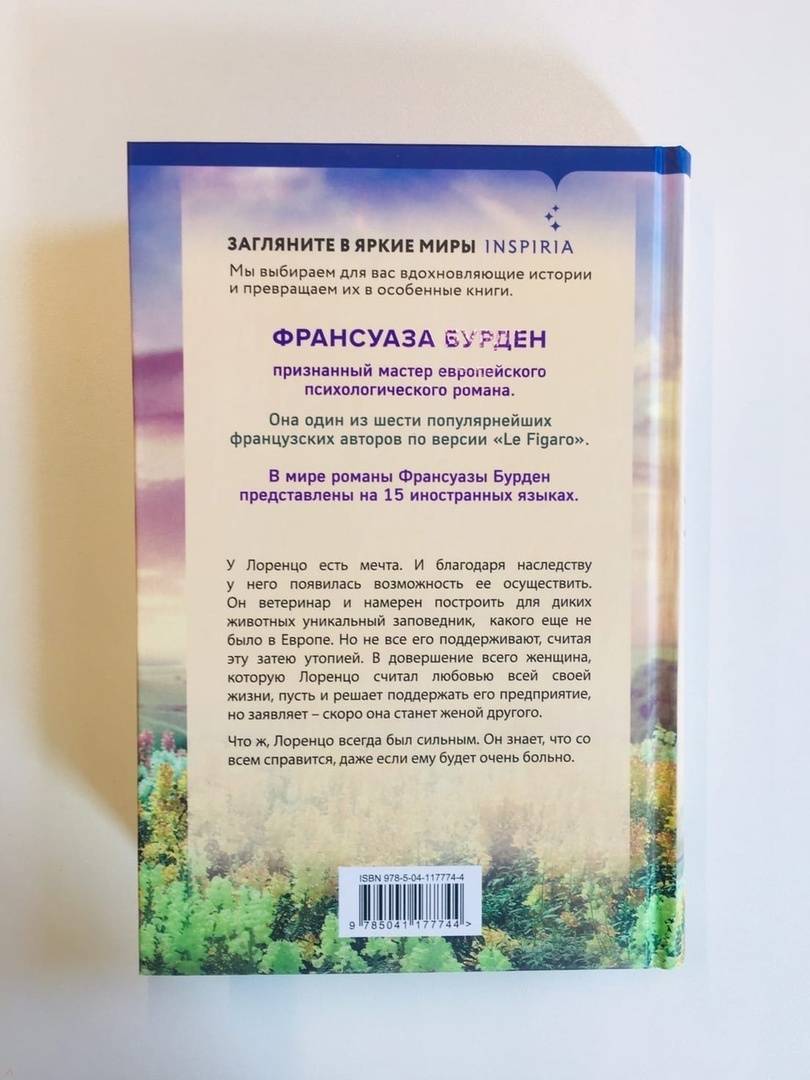 ЗАГЛЯНИТЕ В ЯРКИЕ МИРЫ INSPIRIA
Мы выбираем для вас вдохновляющие истории
и превращаем их в особенные книги.
ФРАНСУАЗА БУРДЕН
признанный мастер европейского
психологического романа.
Она один из шести популярнейших
французских авторов по версии «Le Figaro».
В мире романы Франсуазы Бурден
представлены на 15 иностранных языках.
У Лоренцо есть мечта. И благодаря наследству
у него появилась возможность ее осуществить.
Он ветеринар и намерен построить для диких
животных уникальный заповедник, какого еще не
было в Европе. Но не все его поддерживают, считая
эту затею утопией. В довершение всего женщина,
которую Лоренцо считал любовью всей своей
жизни, пусть и решает поддержать его предприятие,
но заявляет – скоро она станет женой другого.
Что ж, Лоренцо всегда был сильным. Он знает, что со
всем справится, даже если ему будет очень больно.
ISBN 978-5-04-117774-4
9 785041 177744 >